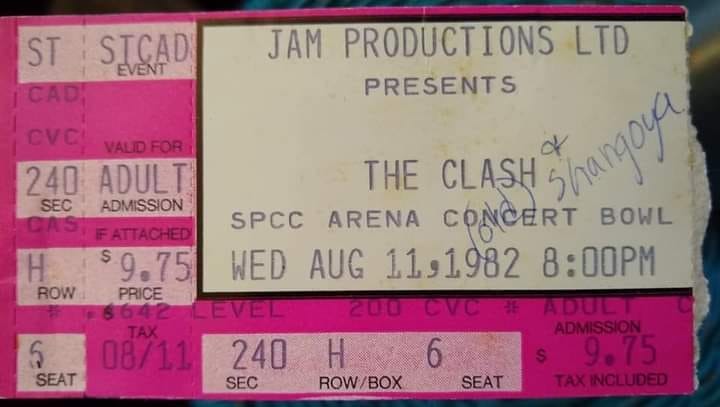 ST STCAD
EVENT
JAM PRODUCTIONS LTD
PRESENTS
CAD
CVC
VALID FOR
240 ADULT
SEC ADMISSION
THE CLASH
& Shangoya
(old)
CAS IF ATTACHED
SPCC ARENA CONCERT BOWL
H $ 9.75
ROW PRICE
WED AUG 11,1982 8:00PM
LEVEL 200 CVC * ADULT C
TAX
08/11
6
SEAT
240 H 6
SEC ROW/BOX SEAT
ADMISSION
$ 9.75
TAX INCLUDED